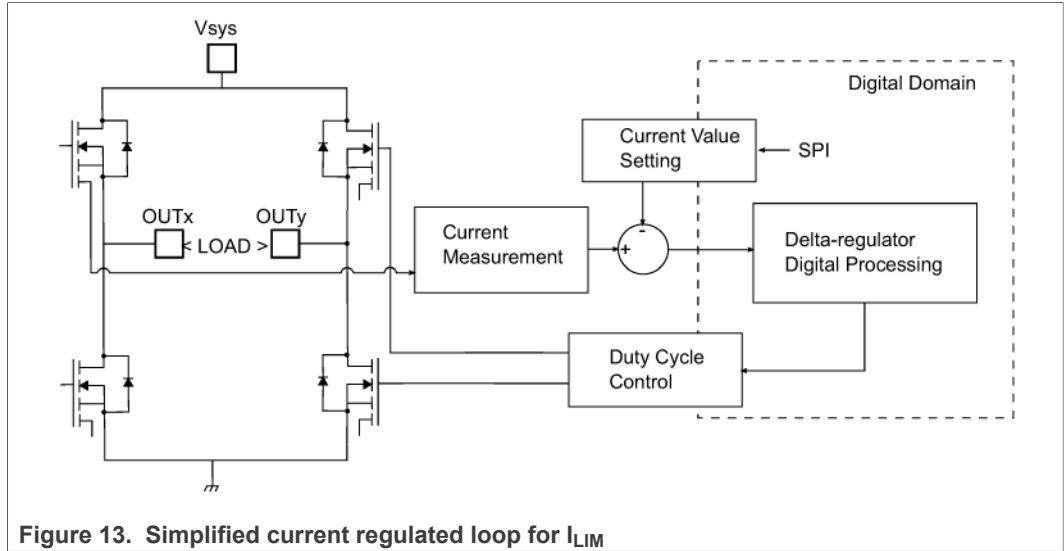 Vsys
Digital Domain
Current Value
Setting
SPI
OUTx
OUTy
< LOAD >
Current
Measurement
-
+
Delta-regulator
Digital Processing
Duty Cycle
Control
Figure 13. Simplified current regulated loop for ILIM